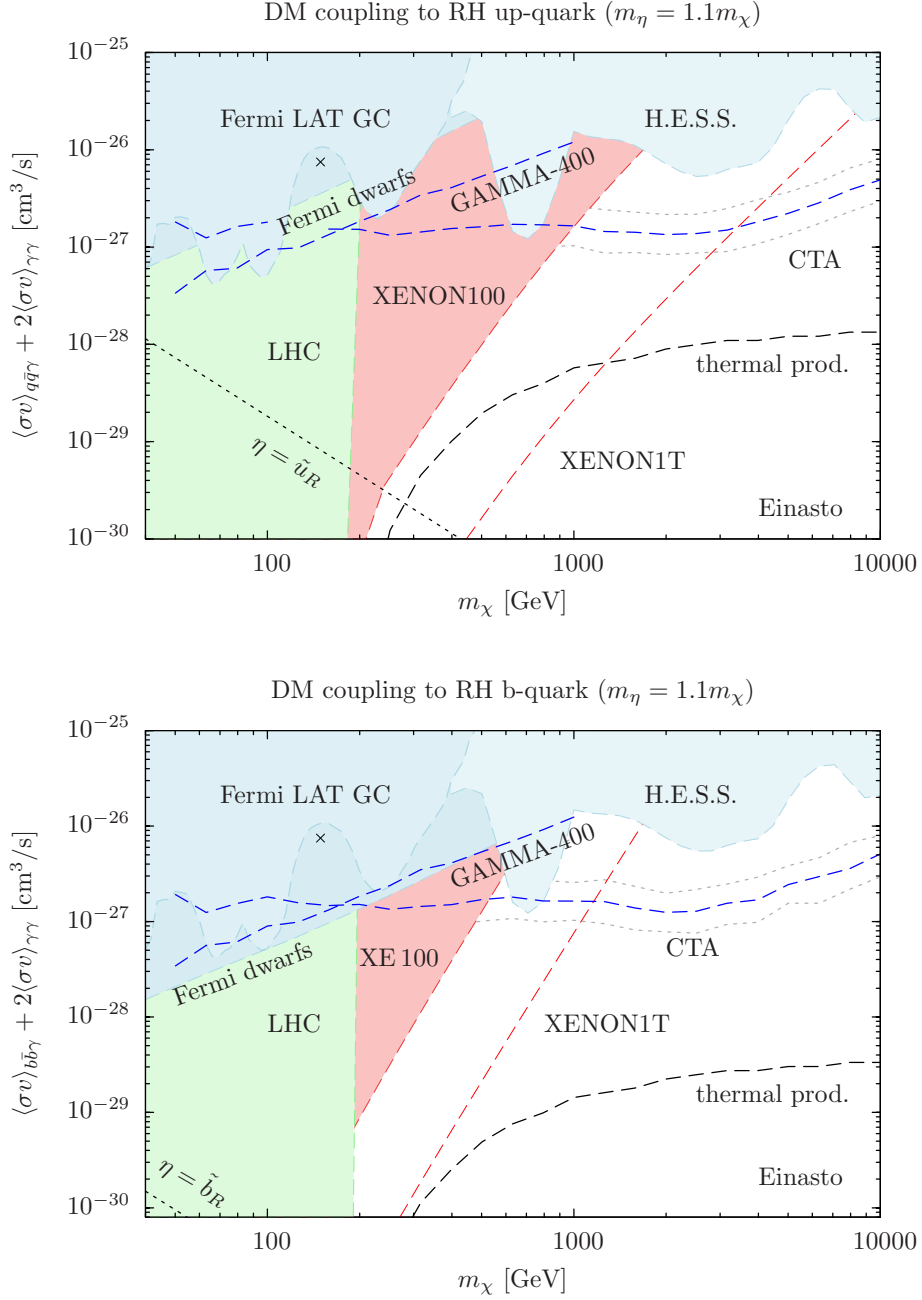 DM coupling to RH up-quark (m_η = 1.1m_χ)
⟨σv⟩_{qq̄γ} + 2⟨σv⟩_{γγ} [cm³/s]
10⁻²⁵
10⁻²⁶
10⁻²⁷
10⁻²⁸
10⁻²⁹
10⁻³⁰
Fermi LAT GC
H.E.S.S.
×
Fermi dwarfs
GAMMA-400
CTA
XENON100
LHC
thermal prod.
η = ũ_R
XENON1T
Einasto
100
1000
10000
m_χ [GeV]
DM coupling to RH b-quark (m_η = 1.1m_χ)
⟨σv⟩_{bb̄γ} + 2⟨σv⟩_{γγ} [cm³/s]
10⁻²⁵
10⁻²⁶
10⁻²⁷
10⁻²⁸
10⁻²⁹
10⁻³⁰
Fermi LAT GC
H.E.S.S.
×
GAMMA-400
Fermi dwarfs
XE 100
CTA
LHC
XENON1T
thermal prod.
η = b̃_R
Einasto
100
1000
10000
m_χ [GeV]